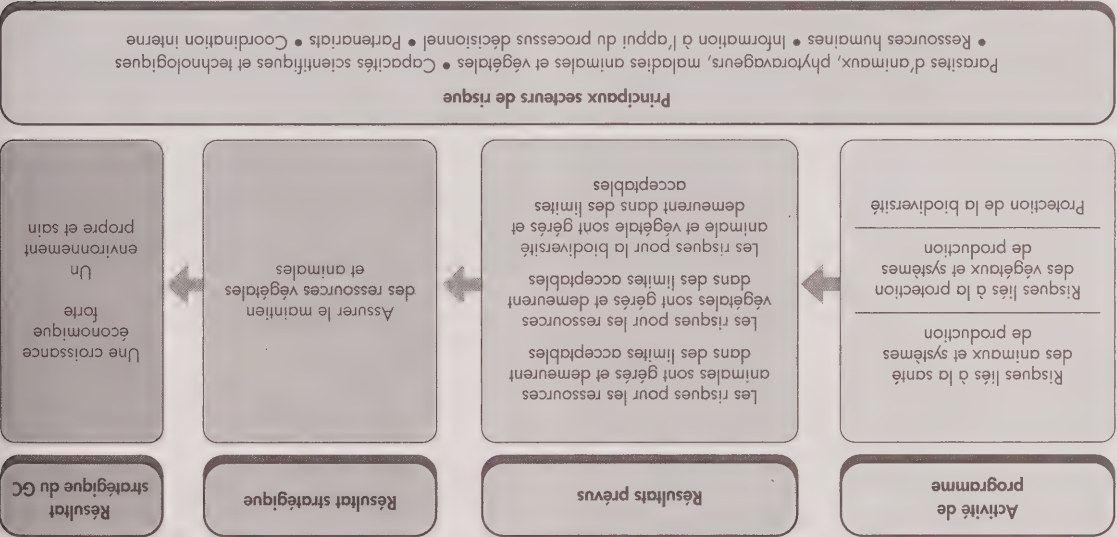 Activité de
programme
Résultats prévus
Résultat stratégique
Résultat
stratégique du GC
Risques liés à la santé
des animaux et systèmes
de production
Risques liés à la protection
des végétaux et systèmes
de production
Protection de la biodiversité
Les risques pour les ressources
animales sont gérés et demeurent
dans des limites acceptables
Les risques pour les ressources
végétales sont gérés et demeurent
dans des limites acceptables
Les risques pour la biodiversité
animale et végétale sont gérés et
demeurent dans des limites
acceptables
Assurer le maintien
des ressources végétales
et animales
Une croissance
économique
forte
Un
environnement
propre et sain
Principaux secteurs de risque
Parasites d'animaux, phytoravageurs, maladies animales et végétales • Capacités scientifiques et technologiques
• Ressources humaines • Information à l'appui du processus décisionnel • Partenariats • Coordination interne